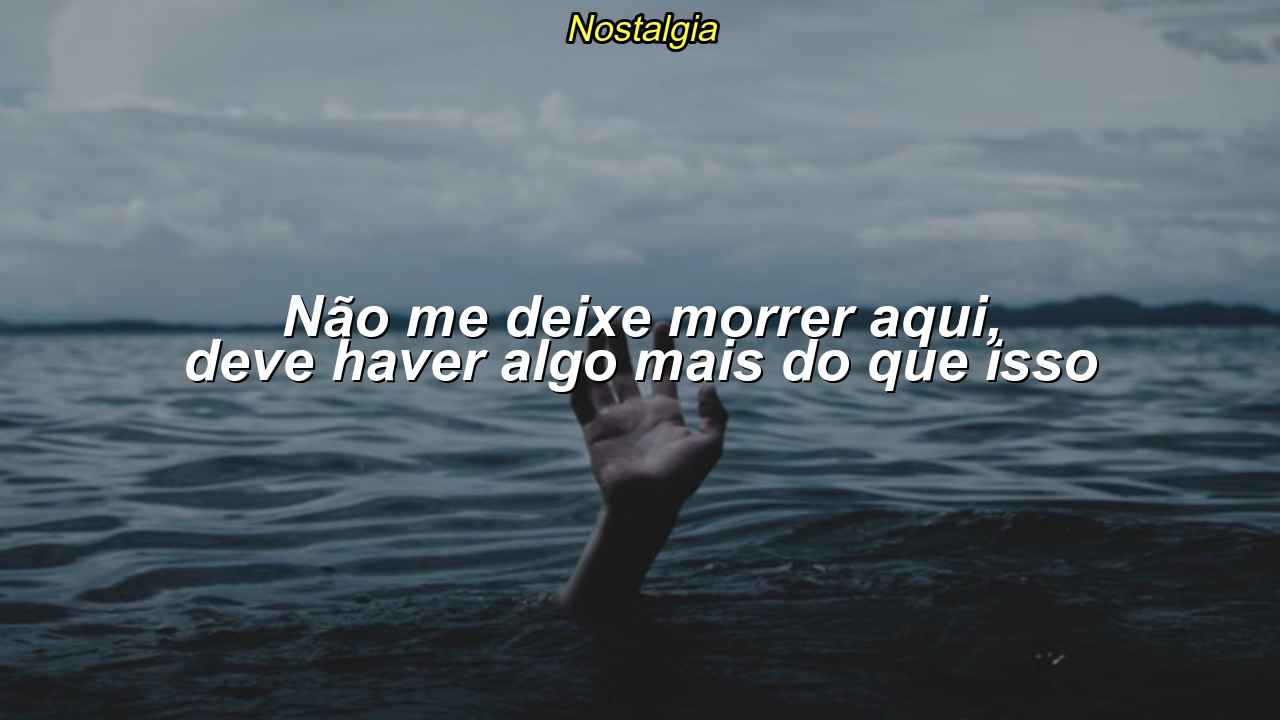 Nostalgia
Não me deixe morrer aqui,
deve haver algo mais do que isso